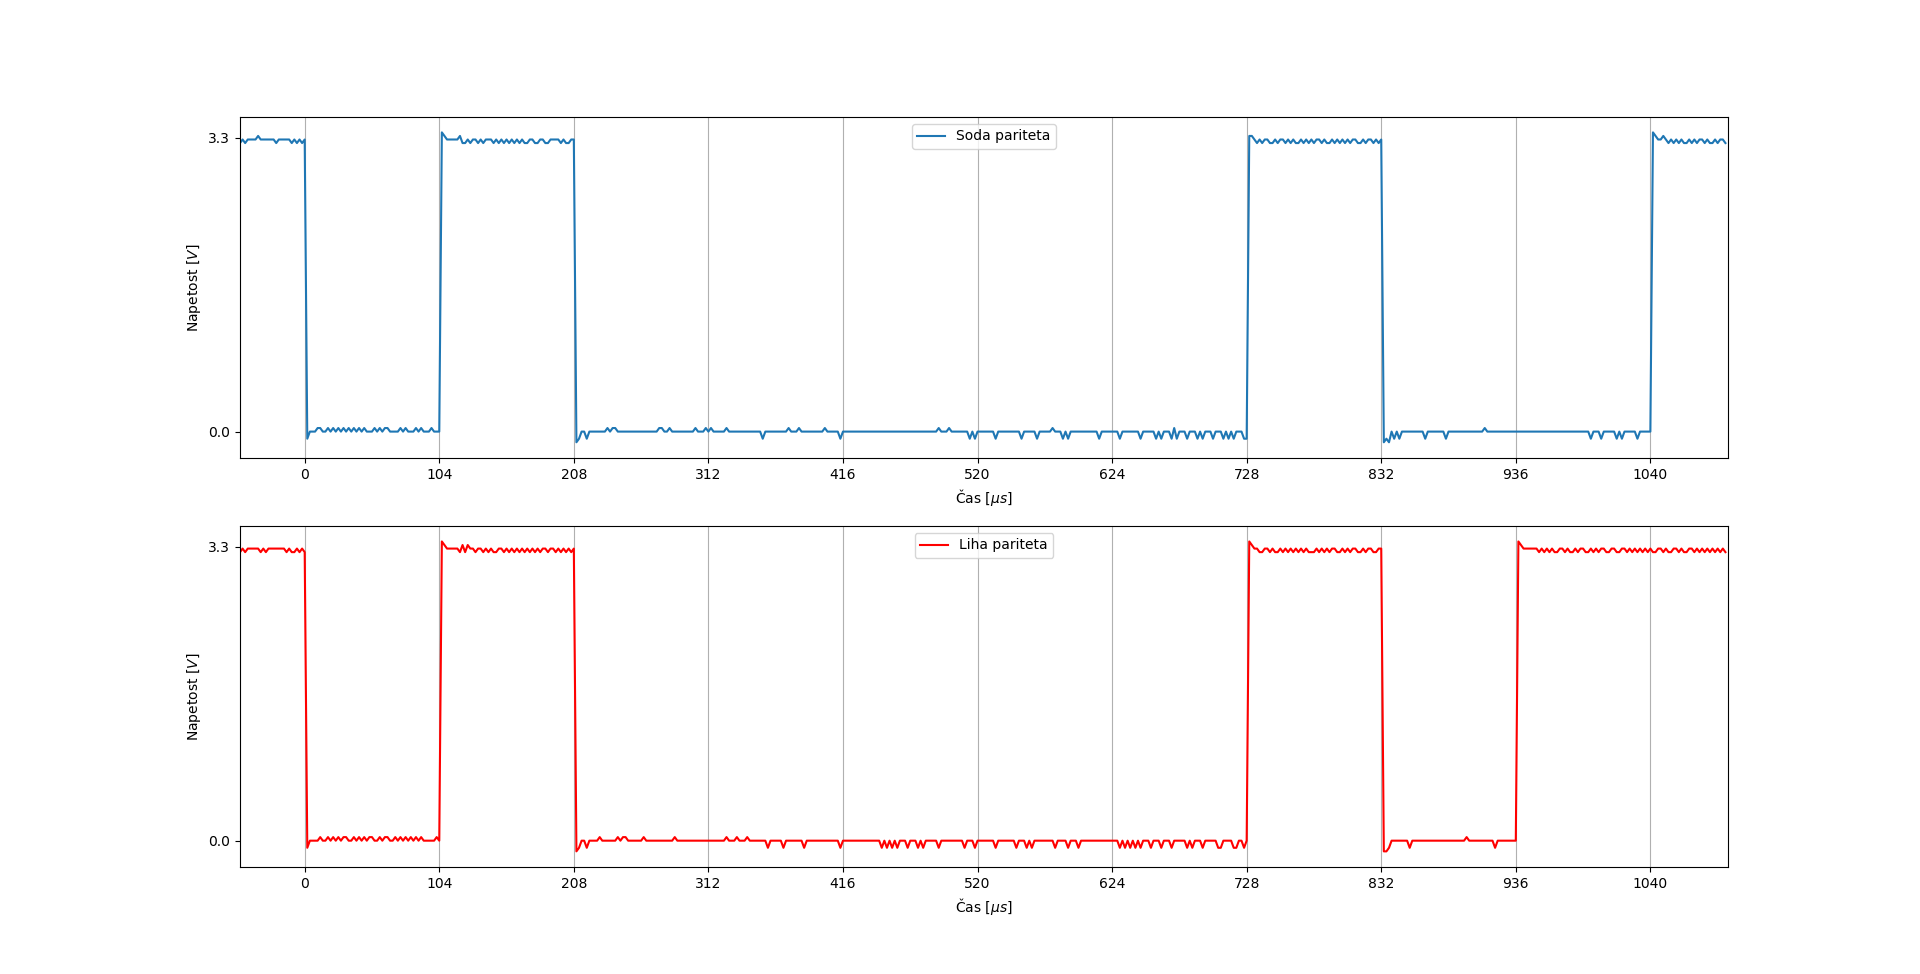 Soda pariteta
3.3
0.0
Napetost [V]
0 104 208 312 416 520 624 728 832 936 1040
Čas [μs]
Liha pariteta
3.3
0.0
Napetost [V]
0 104 208 312 416 520 624 728 832 936 1040
Čas [μs]